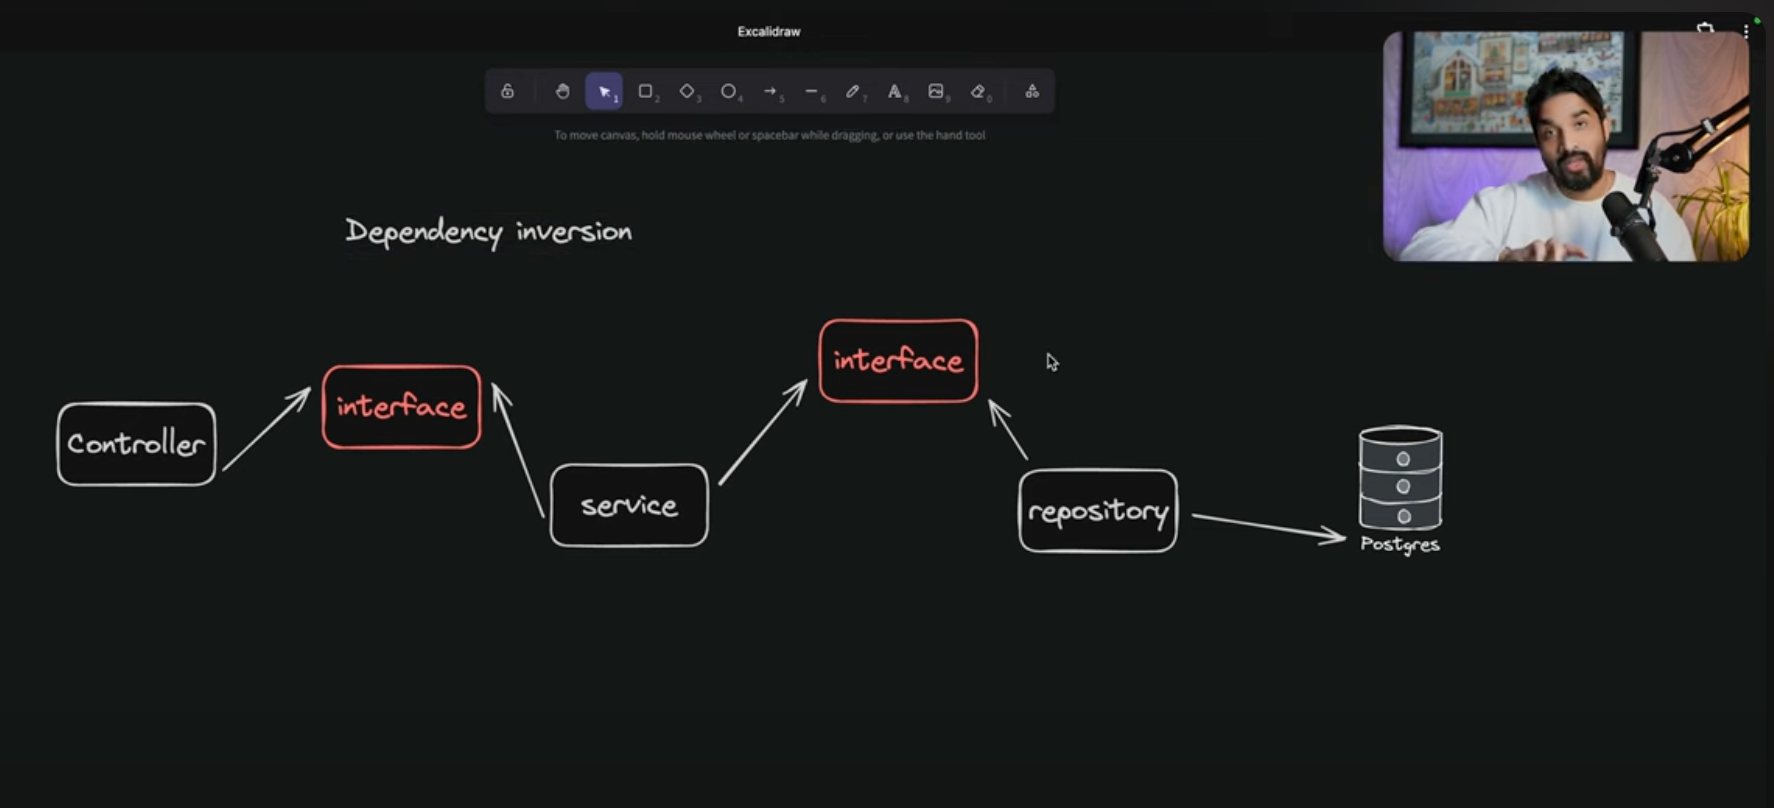 Excalidraw
1
2
3
4
5
6
7
A
8
9
0
To move canvas, hold mouse wheel or spacebar while dragging, or use the hand tool
Dependency inversion
interface
interface
Controller
service
repository
Postgres